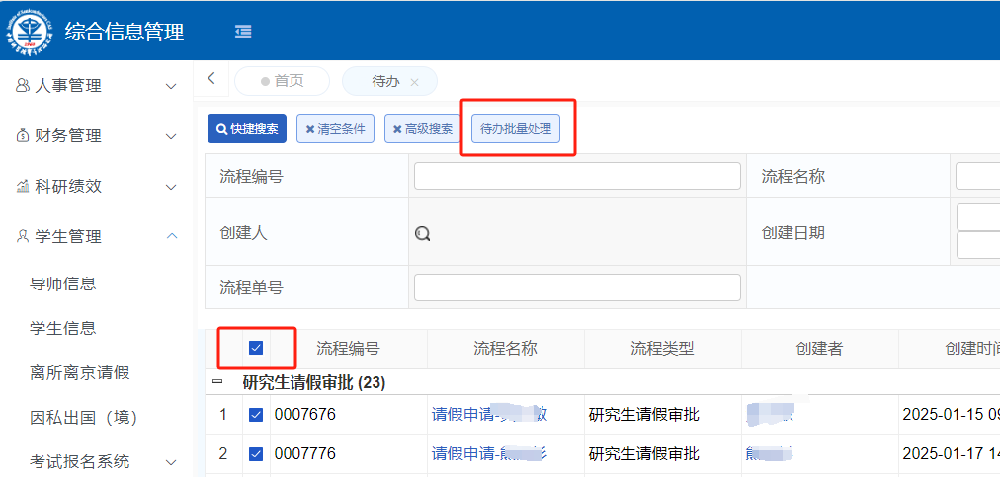 综合信息管理
人事管理
财务管理
科研绩效
学生管理
导师信息
学生信息
离所离京请假
因私出国（境）
考试报名系统
首页 待办
快捷搜索 清空条件 高级搜索 待办批量处理
流程编号 流程名称
创建人 创建日期
流程单号
流程编号 流程名称 流程类型 创建者 创建时间
研究生请假审批 (23)
1 0007676 请假申请- 敏 研究生请假审批 2025-01-15 09
2 0007776 请假申请-熊 彭 研究生请假审批 熊 2025-01-17 14